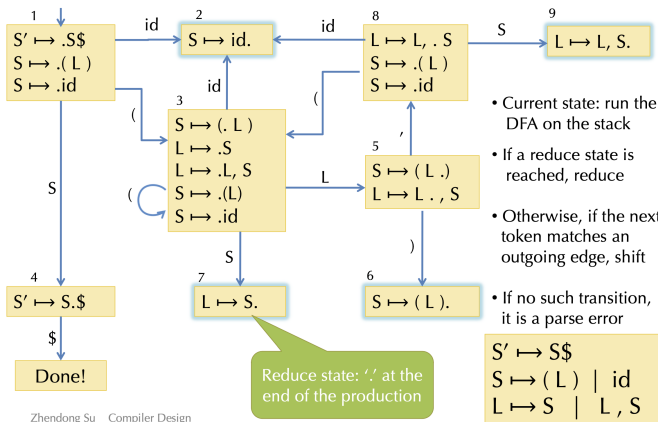 1
S' ↦ .S$
S ↦ .( L )
S ↦ .id
id
2
S ↦ id.
id
8
L ↦ L, . S
S ↦ .( L )
S ↦ .id
S
9
L ↦ L, S.
(
id
(
3
S ↦ (. L )
L ↦ .S
L ↦ .L, S
S ↦ .(L)
S ↦ .id
(
L
,
5
S ↦ ( L .)
L ↦ L . , S
S
S
)
4
S' ↦ S.$
7
L ↦ S.
6
S ↦ ( L ).
$
Done!
Reduce state: '.' at the
end of the production
• Current state: run the
DFA on the stack
• If a reduce state is
reached, reduce
• Otherwise, if the next
token matches an
outgoing edge, shift
• If no such transition,
it is a parse error
S' ↦ S$
S ↦ ( L ) | id
L ↦ S | L , S
Zhendong Su Compiler Design